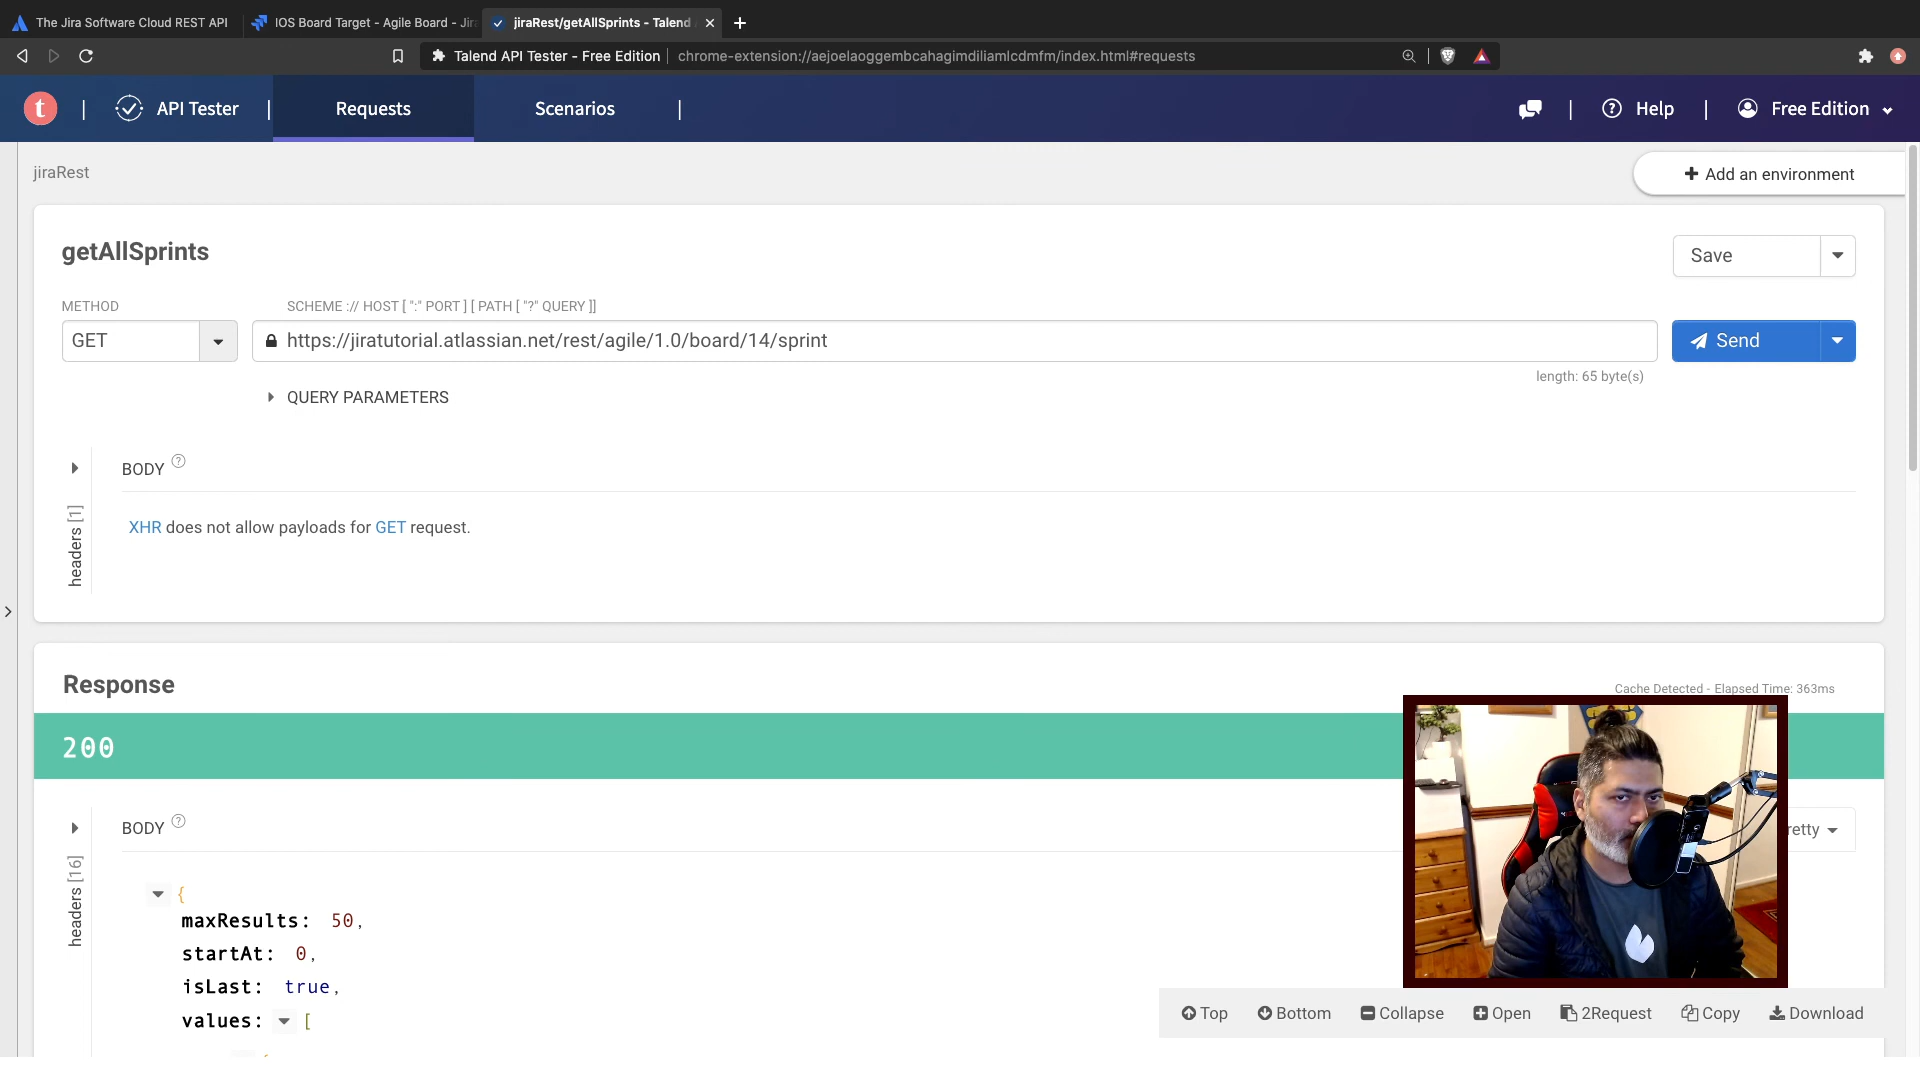 The Jira Software Cloud REST API
IOS Board Target - Agile Board - Jir
jiraRest/getAllSprints - Talend
Talend API Tester - Free Edition
chrome-extension://aejoelaoggembcahagimdiliamlcdmfm/index.html#requests
t
API Tester
Requests
Scenarios
Help
Free Edition
jiraRest
Add an environment
getAllSprints
Save
METHOD
SCHEME :// HOST [ ":" PORT ] [ PATH [ "?" QUERY ]]
GET
https://jiratutorial.atlassian.net/rest/agile/1.0/board/14/sprint
Send
length: 65 byte(s)
QUERY PARAMETERS
BODY
headers [1]
XHR does not allow payloads for GET request.
Response
Cache Detected - Elapsed Time: 363ms
200
BODY
retty
headers [16]
{
maxResults: 50,
startAt: 0,
isLast: true,
values: [
Top
Bottom
Collapse
Open
2Request
Copy
Download